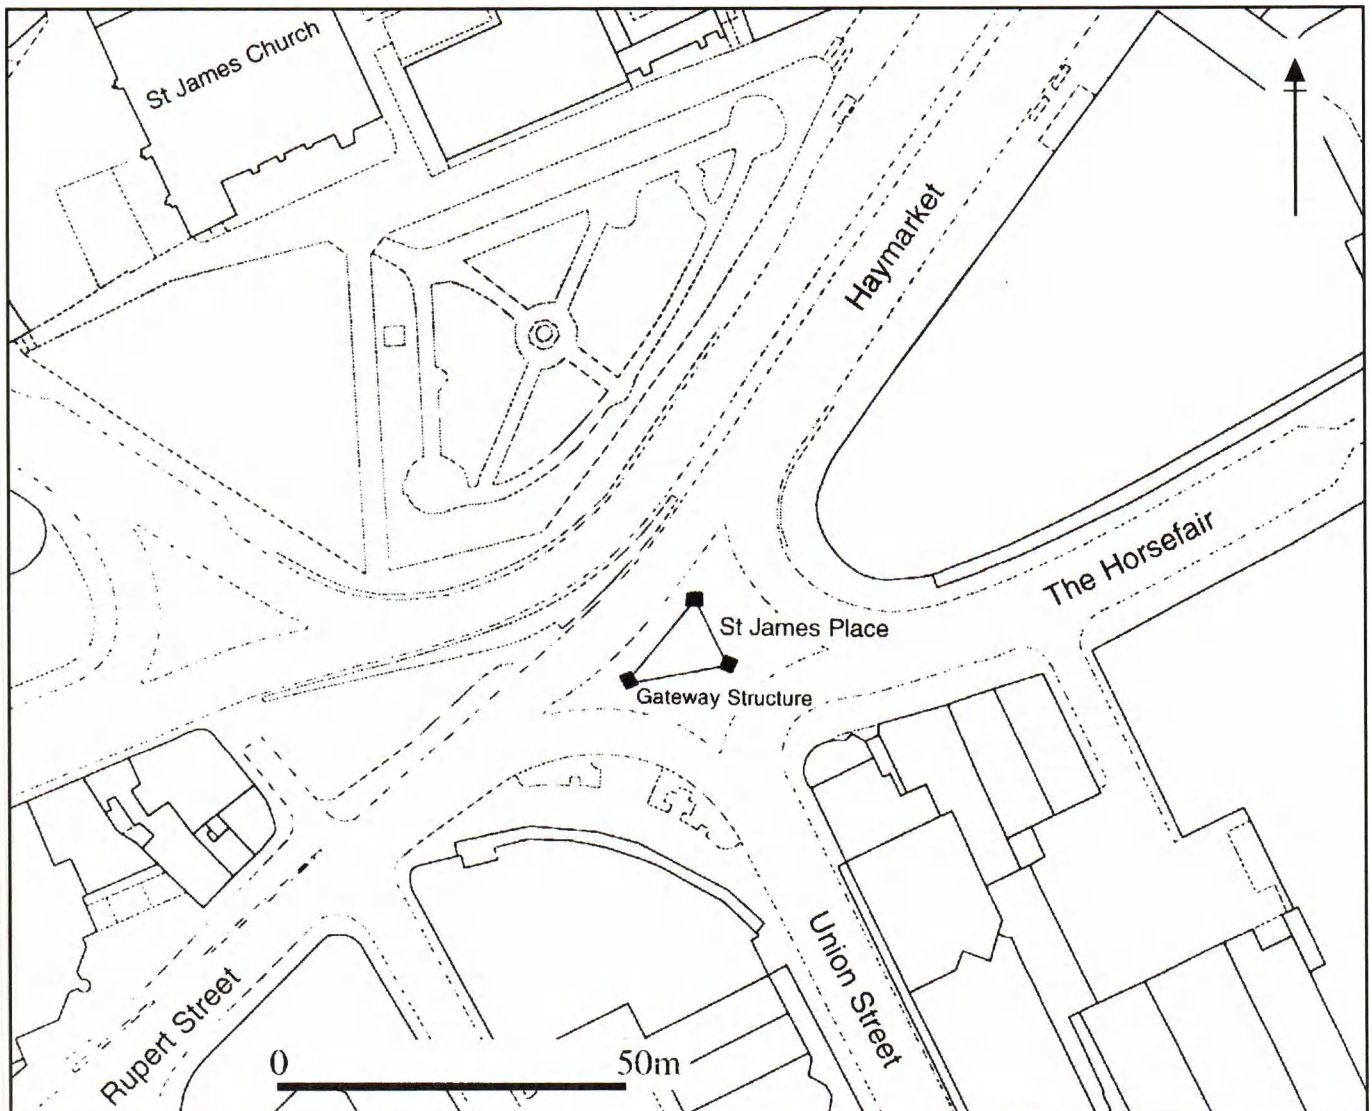 St James Church
Haymarket
The Horsefair
St James Place
Gateway Structure
Union Street
Rupert Street
0 50m